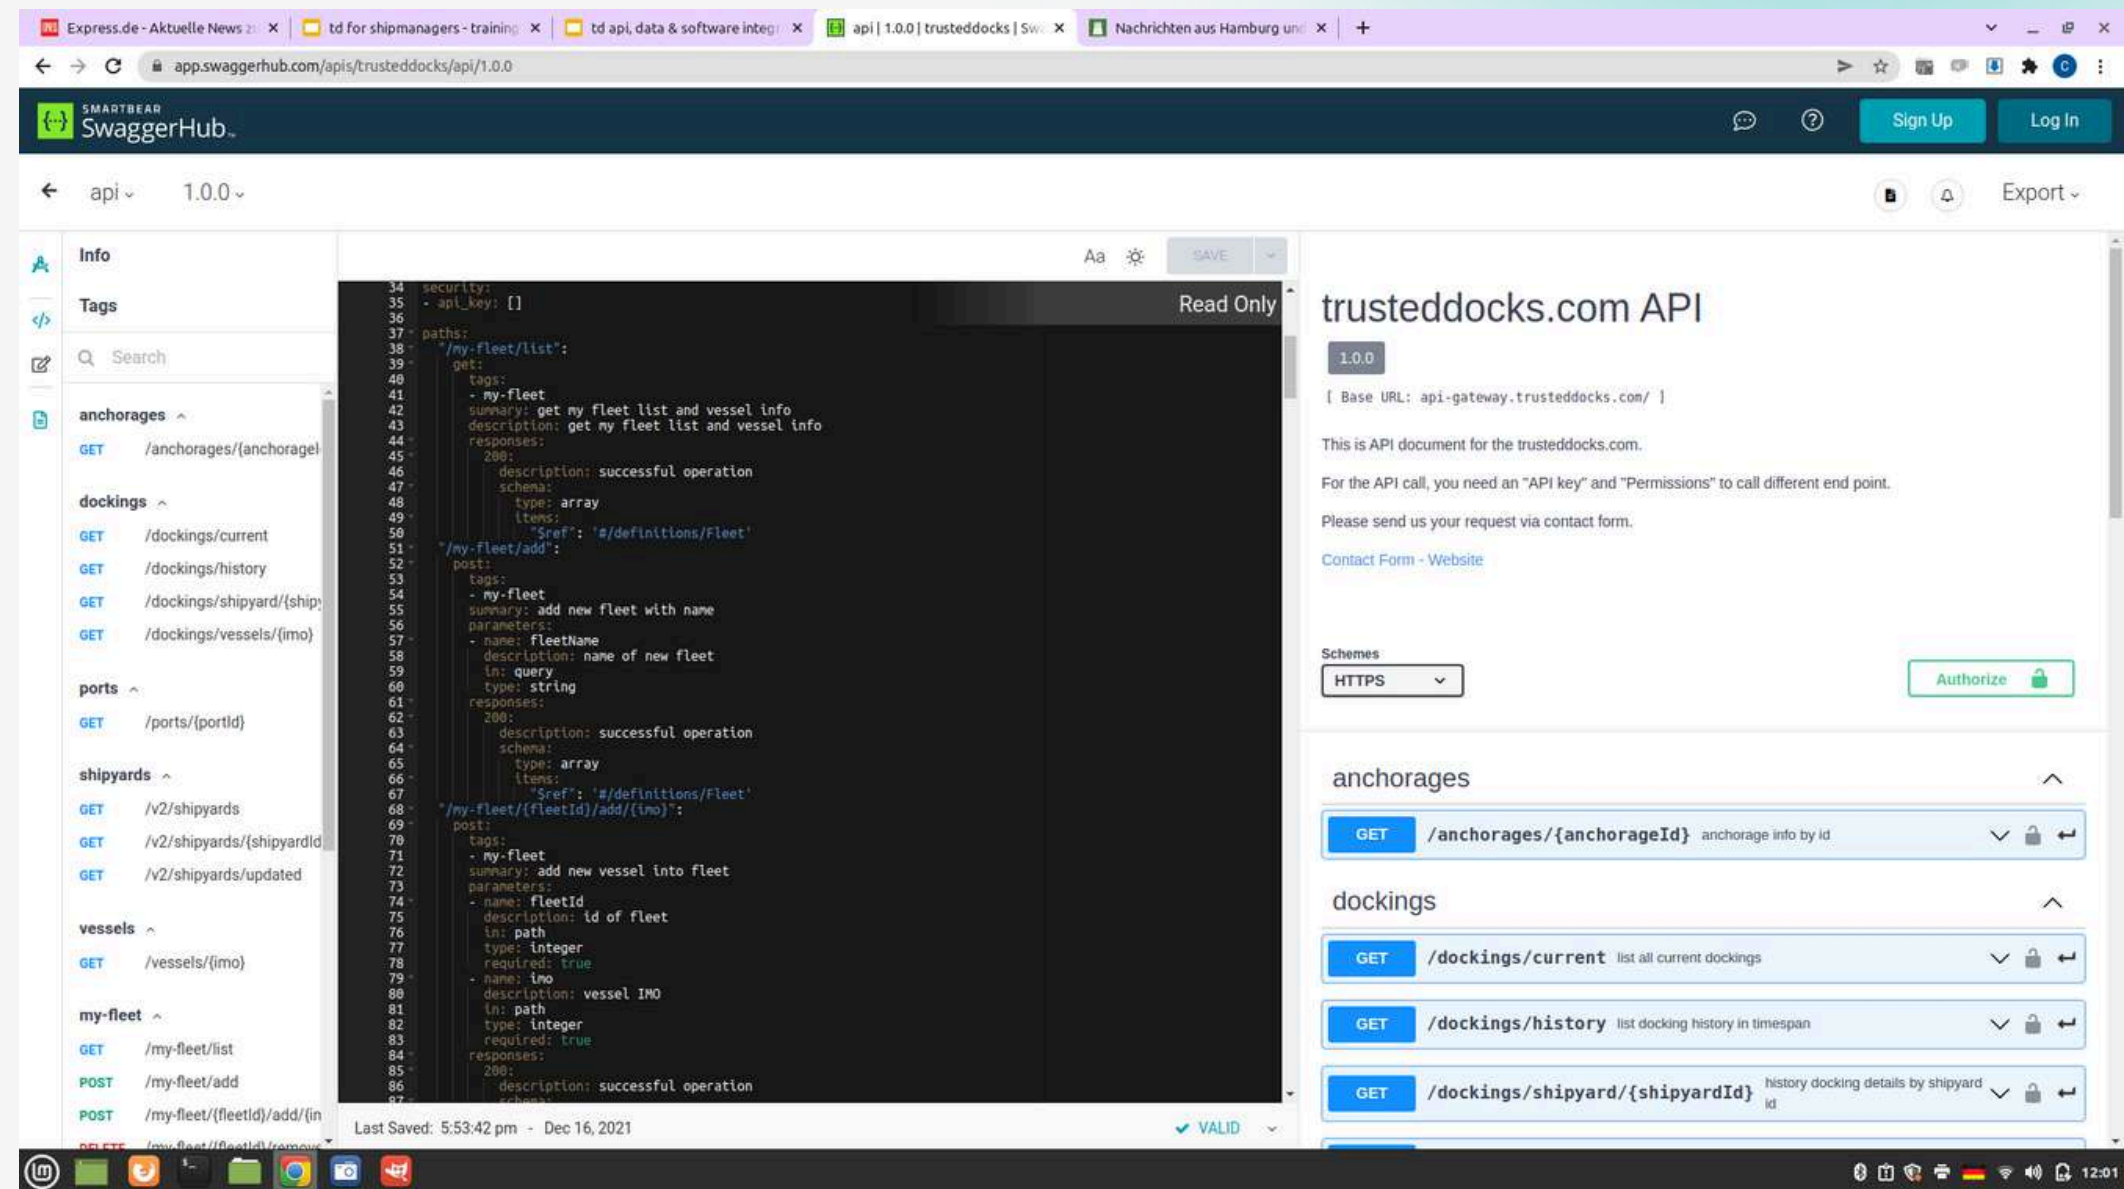 Express.de - Aktuelle News
td for shipmanagers - training
td api, data & software integr
api | 1.0.0 | trusteddocks | Sw
Nachrichten aus Hamburg un
app.swaggerhub.com/apis/trusteddocks/api/1.0.0
C
SMARTBEAR
SwaggerHub
Sign Up
Log In
api
1.0.0
Export
Info
Tags
Search
anchorages
GET /anchorages/{anchorageI
dockings
GET /dockings/current
GET /dockings/history
GET /dockings/shipyard/{shipy
GET /dockings/vessels/{imo}
ports
GET /ports/{portId}
shipyards
GET /v2/shipyards
GET /v2/shipyards/{shipyardId
GET /v2/shipyards/updated
vessels
GET /vessels/{imo}
my-fleet
GET /my-fleet/list
POST /my-fleet/add
POST /my-fleet/{fleetId}/add/{in
DELETE /my-fleet/{fleetId}/remove
Aa
SAVE
Read Only
34 security:
35 - api_key: []
36
37 paths:
38 "/my-fleet/list":
39 get:
40 tags:
41 - my-fleet
42 summary: get my fleet list and vessel info
43 description: get my fleet list and vessel info
44 responses:
45 200:
46 description: successful operation
47 schema:
48 type: array
49 items:
50 "$ref": '#/definitions/Fleet'
51 "/my-fleet/add":
52 post:
53 tags:
54 - my-fleet
55 summary: add new fleet with name
56 parameters:
57 - name: fleetName
58 description: name of new fleet
59 in: query
60 type: string
61 responses:
62 200:
63 description: successful operation
64 schema:
65 type: array
66 items:
67 "$ref": '#/definitions/Fleet'
68 "/my-fleet/{fleetId}/add/{imo}":
69 post:
70 tags:
71 - my-fleet
72 summary: add new vessel into fleet
73 parameters:
74 - name: fleetId
75 description: id of fleet
76 in: path
77 type: integer
78 required: true
79 - name: imo
80 description: vessel IMO
81 in: path
82 type: integer
83 required: true
84 responses:
85 200:
86 description: successful operation
87 schema:
Last Saved: 5:53:42 pm - Dec 16, 2021
VALID
trusteddocks.com API
1.0.0
[ Base URL: api-gateway.trusteddocks.com/ ]
This is API document for the trusteddocks.com.
For the API call, you need an "API key" and "Permissions" to call different end point.
Please send us your request via contact form.
Contact Form - Website
Schemes
HTTPS
Authorize
anchorages
GET /anchorages/{anchorageId} anchorage info by id
dockings
GET /dockings/current list all current dockings
GET /dockings/history list docking history in timespan
GET /dockings/shipyard/{shipyardId} history docking details by shipyard
id
12:01